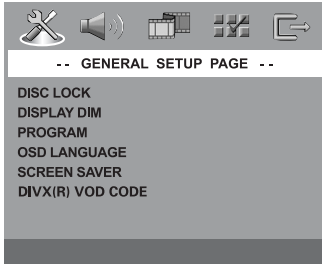 -- GENERAL SETUP PAGE --
DISC LOCK
DISPLAY DIM
PROGRAM
OSD LANGUAGE
SCREEN SAVER
DIVX(R) VOD CODE